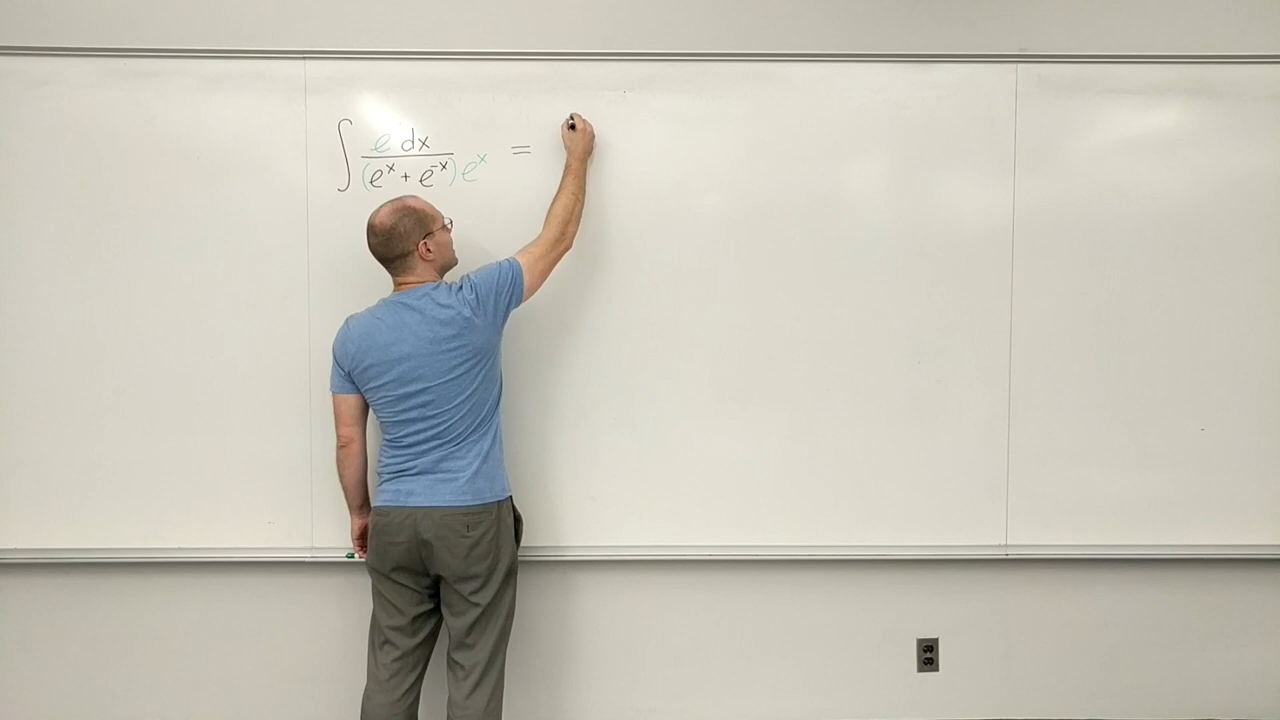 ∫ e dx / (eˣ + e⁻ˣ) eˣ =